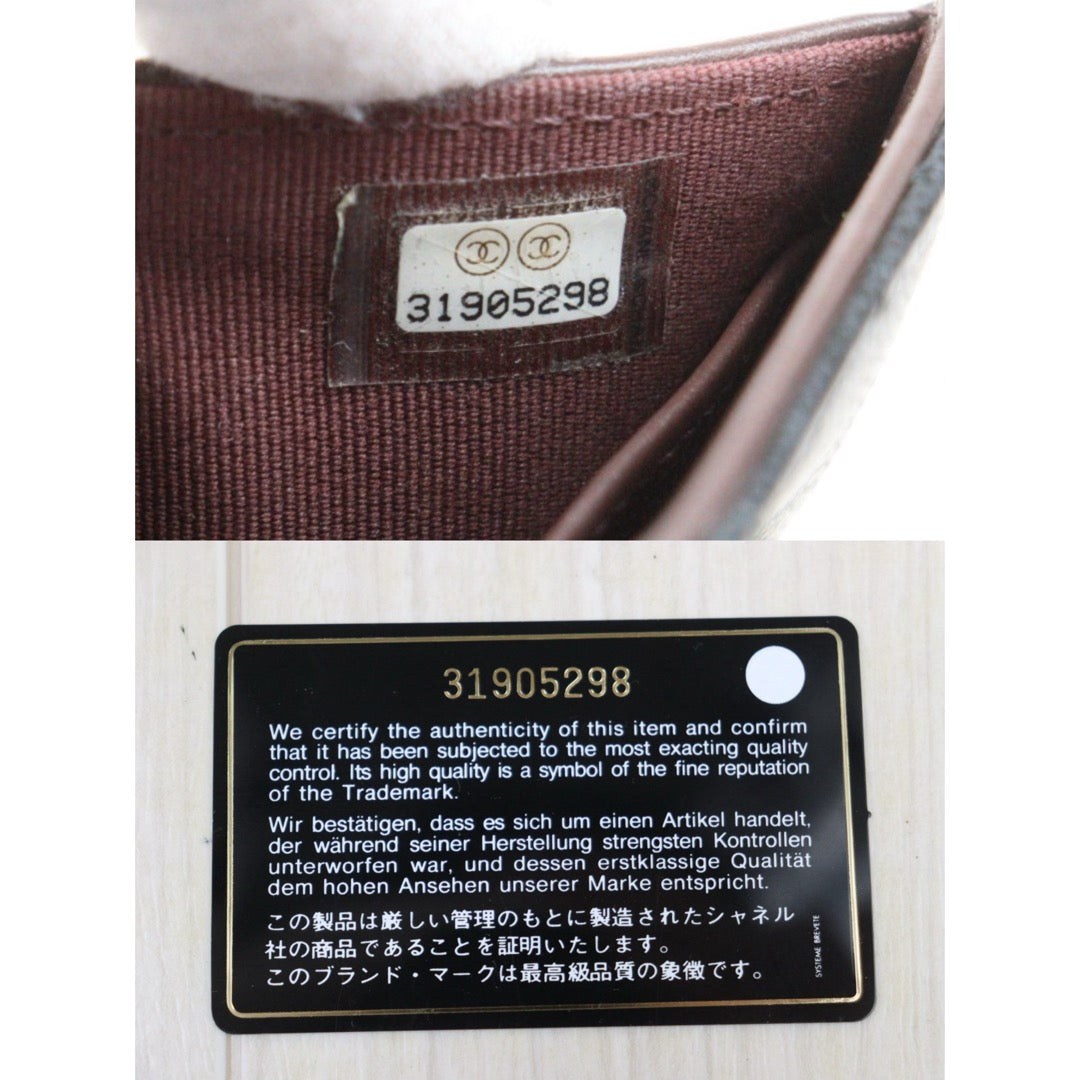 31905298
31905298
We certify the authenticity of this item and confirm
that it has been subjected to the most exacting quality
control. Its high quality is a symbol of the fine reputation
of the Trademark.
Wir bestätigen, dass es sich um einen Artikel handelt,
der während seiner Herstellung strengsten Kontrollen
unterworfen war, und dessen erstklassige Qualität
dem hohen Ansehen unserer Marke entspricht.
この製品は厳しい管理のもとに製造されたシャネル
社の商品であることを証明いたします。
このブランド・マークは最高級品質の象徴です。
SYSTEME BREVETE